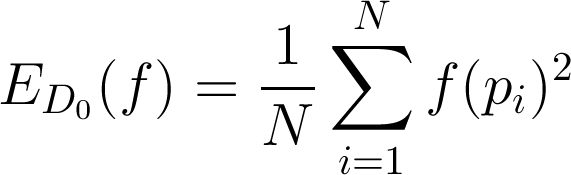 $E_{D_0}(f) = \frac{1}{N} \sum_{i=1}^{N} f(p_i)^2$